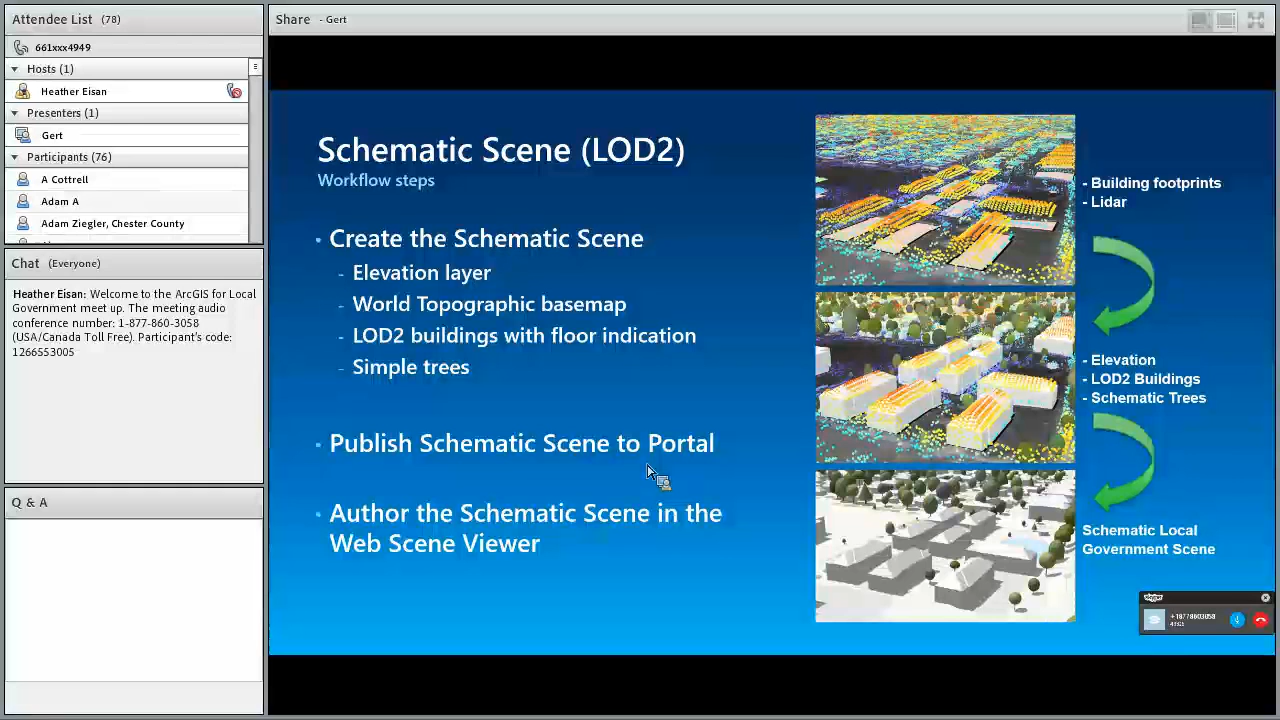 Attendee List (78)
661xxx4949
Hosts (1)
Heather Eisan
Presenters (1)
Gert
Participants (76)
A Cottrell
Adam A
Adam Ziegler, Chester County
Chat (Everyone)
Heather Eisan: Welcome to the ArcGIS for Local
Government meet up. The meeting audio
conference number: 1-877-860-3058
(USA/Canada Toll Free). Participant's code:
1266553005
Q & A
Share - Gert
Schematic Scene (LOD2)
Workflow steps
Create the Schematic Scene
- Elevation layer
- World Topographic basemap
- LOD2 buildings with floor indication
- Simple trees
Publish Schematic Scene to Portal
Author the Schematic Scene in the
Web Scene Viewer
- Building footprints
- Lidar
- Elevation
- LOD2 Buildings
- Schematic Trees
Schematic Local
Government Scene
skype
+18778603058